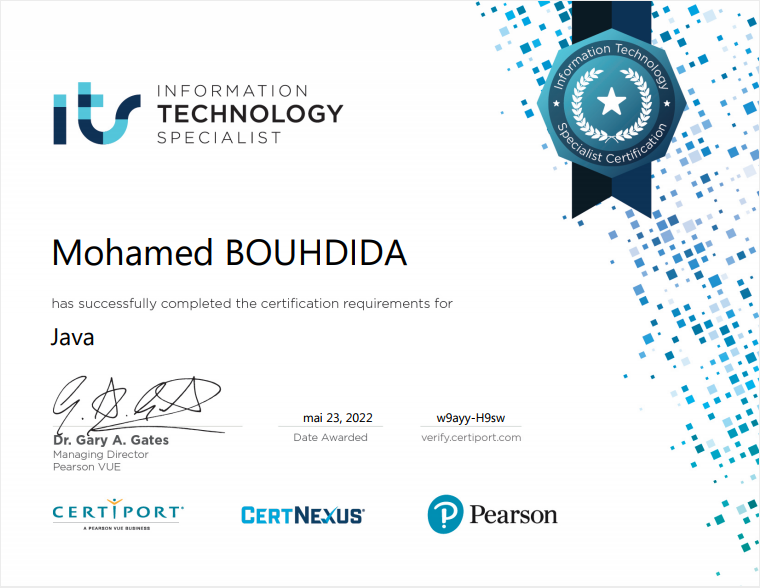 its
INFORMATION
TECHNOLOGY
SPECIALIST
Information Technology
Specialist Certification
Mohamed BOUHDIDA
has successfully completed the certification requirements for
Java
Dr. Gary A. Gates
Managing Director
Pearson VUE
mai 23, 2022
Date Awarded
w9ayy-H9sw
verify.certiport.com
CERTIPORT®
A PEARSON VUE BUSINESS
CERTNEXUS®
P Pearson